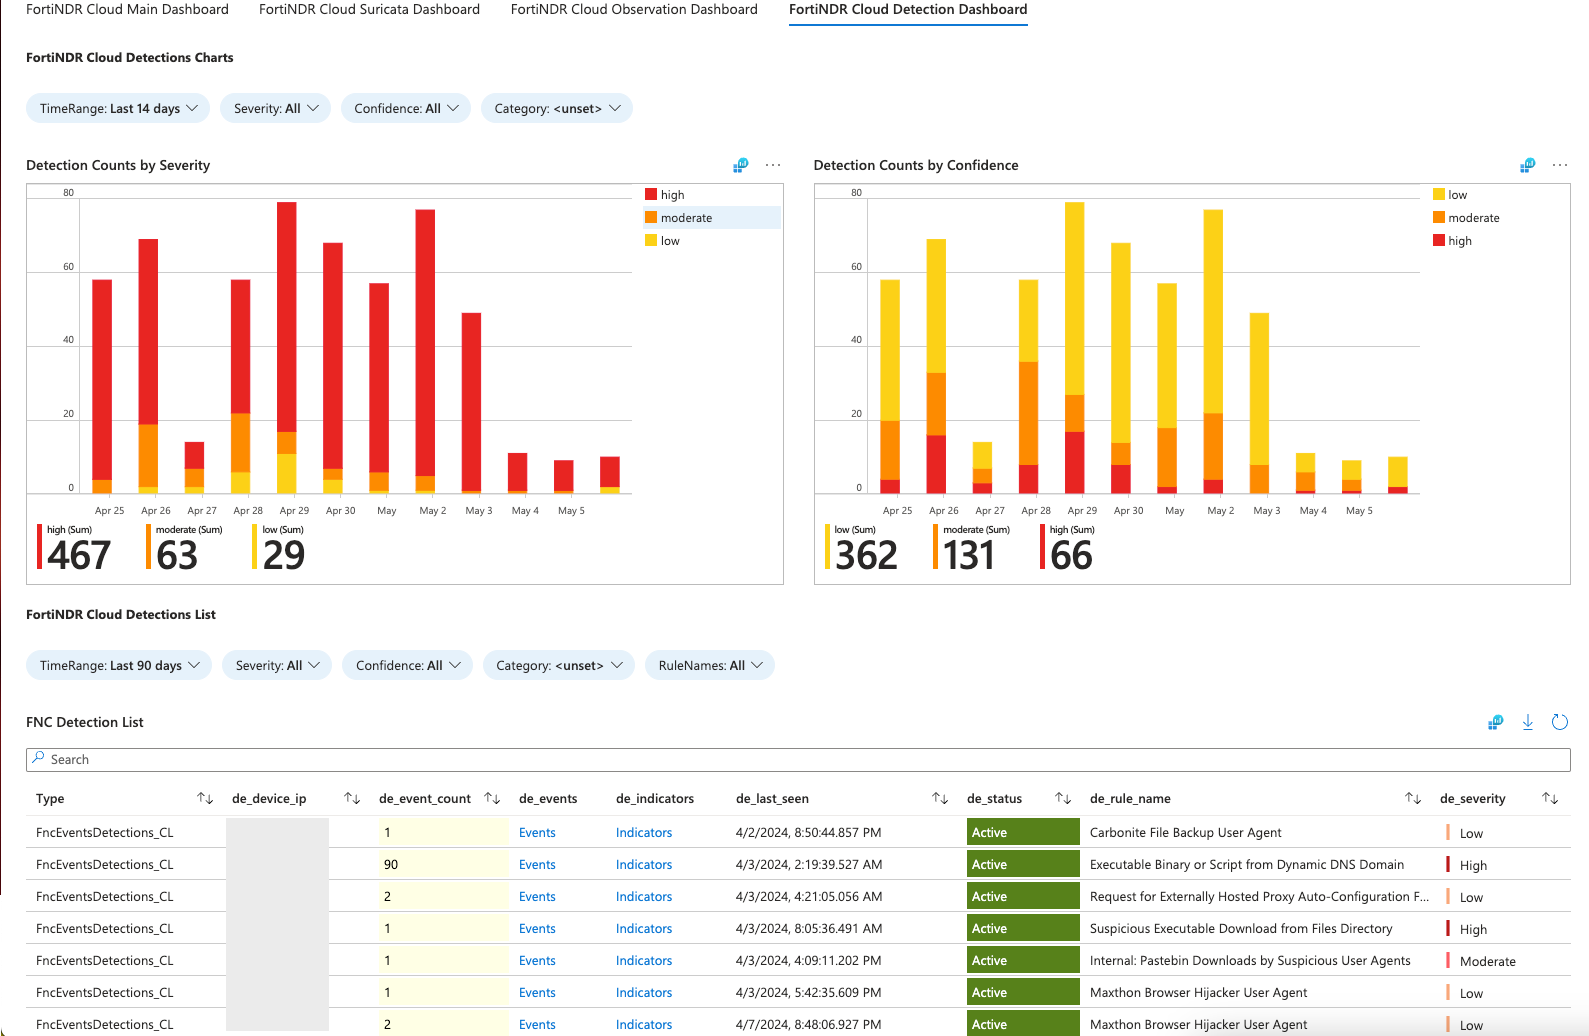 FortiNDR Cloud Main Dashboard FortiNDR Cloud Suricata Dashboard FortiNDR Cloud Observation Dashboard FortiNDR Cloud Detection Dashboard
FortiNDR Cloud Detections Charts
TimeRange: Last 14 days Severity: All Confidence: All Category: <unset>
Detection Counts by Severity
80
60
40
20
0
Apr 25 Apr 26 Apr 27 Apr 28 Apr 29 Apr 30 May May 2 May 3 May 4 May 5
high
moderate
low
high (Sum) moderate (Sum) low (Sum)
467 63 29
Detection Counts by Confidence
80
60
40
20
0
Apr 25 Apr 26 Apr 27 Apr 28 Apr 29 Apr 30 May May 2 May 3 May 4 May 5
low
moderate
high
low (Sum) moderate (Sum) high (Sum)
362 131 66
FortiNDR Cloud Detections List
TimeRange: Last 90 days Severity: All Confidence: All Category: <unset> RuleNames: All
FNC Detection List
Search
Type de_device_ip de_event_count de_events de_indicators de_last_seen de_status de_rule_name de_severity
FncEventsDetections_CL 1 Events Indicators 4/2/2024, 8:50:44.857 PM Active Carbonite File Backup User Agent Low
FncEventsDetections_CL 90 Events Indicators 4/3/2024, 2:19:39.527 AM Active Executable Binary or Script from Dynamic DNS Domain High
FncEventsDetections_CL 2 Events Indicators 4/3/2024, 4:21:05.056 AM Active Request for Externally Hosted Proxy Auto-Configuration F... Low
FncEventsDetections_CL 1 Events Indicators 4/3/2024, 8:05:36.491 AM Active Suspicious Executable Download from Files Directory High
FncEventsDetections_CL 1 Events Indicators 4/3/2024, 4:09:11.202 PM Active Internal: Pastebin Downloads by Suspicious User Agents Moderate
FncEventsDetections_CL 1 Events Indicators 4/3/2024, 5:42:35.609 PM Active Maxthon Browser Hijacker User Agent Low
FncEventsDetections_CL 2 Events Indicators 4/7/2024, 8:48:06.927 PM Active Maxthon Browser Hijacker User Agent Low